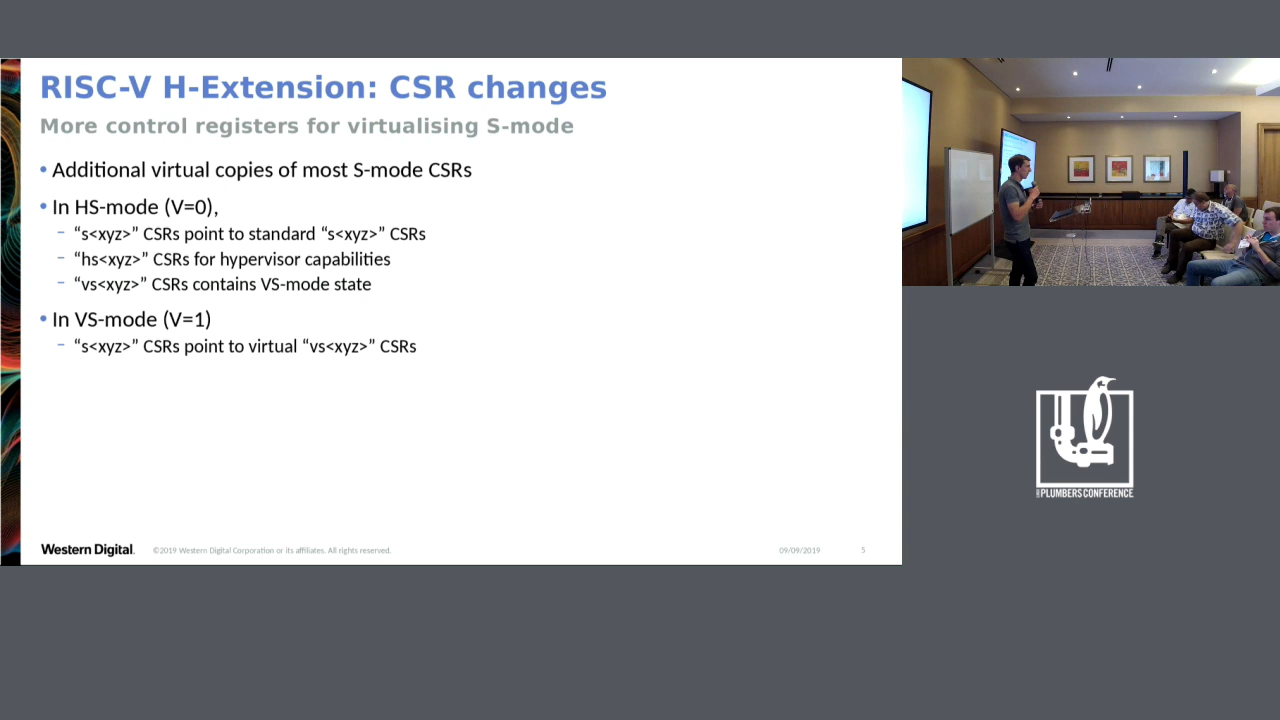 RISC-V H-Extension: CSR changes
More control registers for virtualising S-mode
• Additional virtual copies of most S-mode CSRs
• In HS-mode (V=0),
– “s<xyz>” CSRs point to standard “s<xyz>” CSRs
– “hs<xyz>” CSRs for hypervisor capabilities
– “vs<xyz>” CSRs contains VS-mode state
• In VS-mode (V=1)
– “s<xyz>” CSRs point to virtual “vs<xyz>” CSRs
Western Digital. ©2019 Western Digital Corporation or its affiliates. All rights reserved. 09/09/2019 5
PLUMBERS CONFERENCE